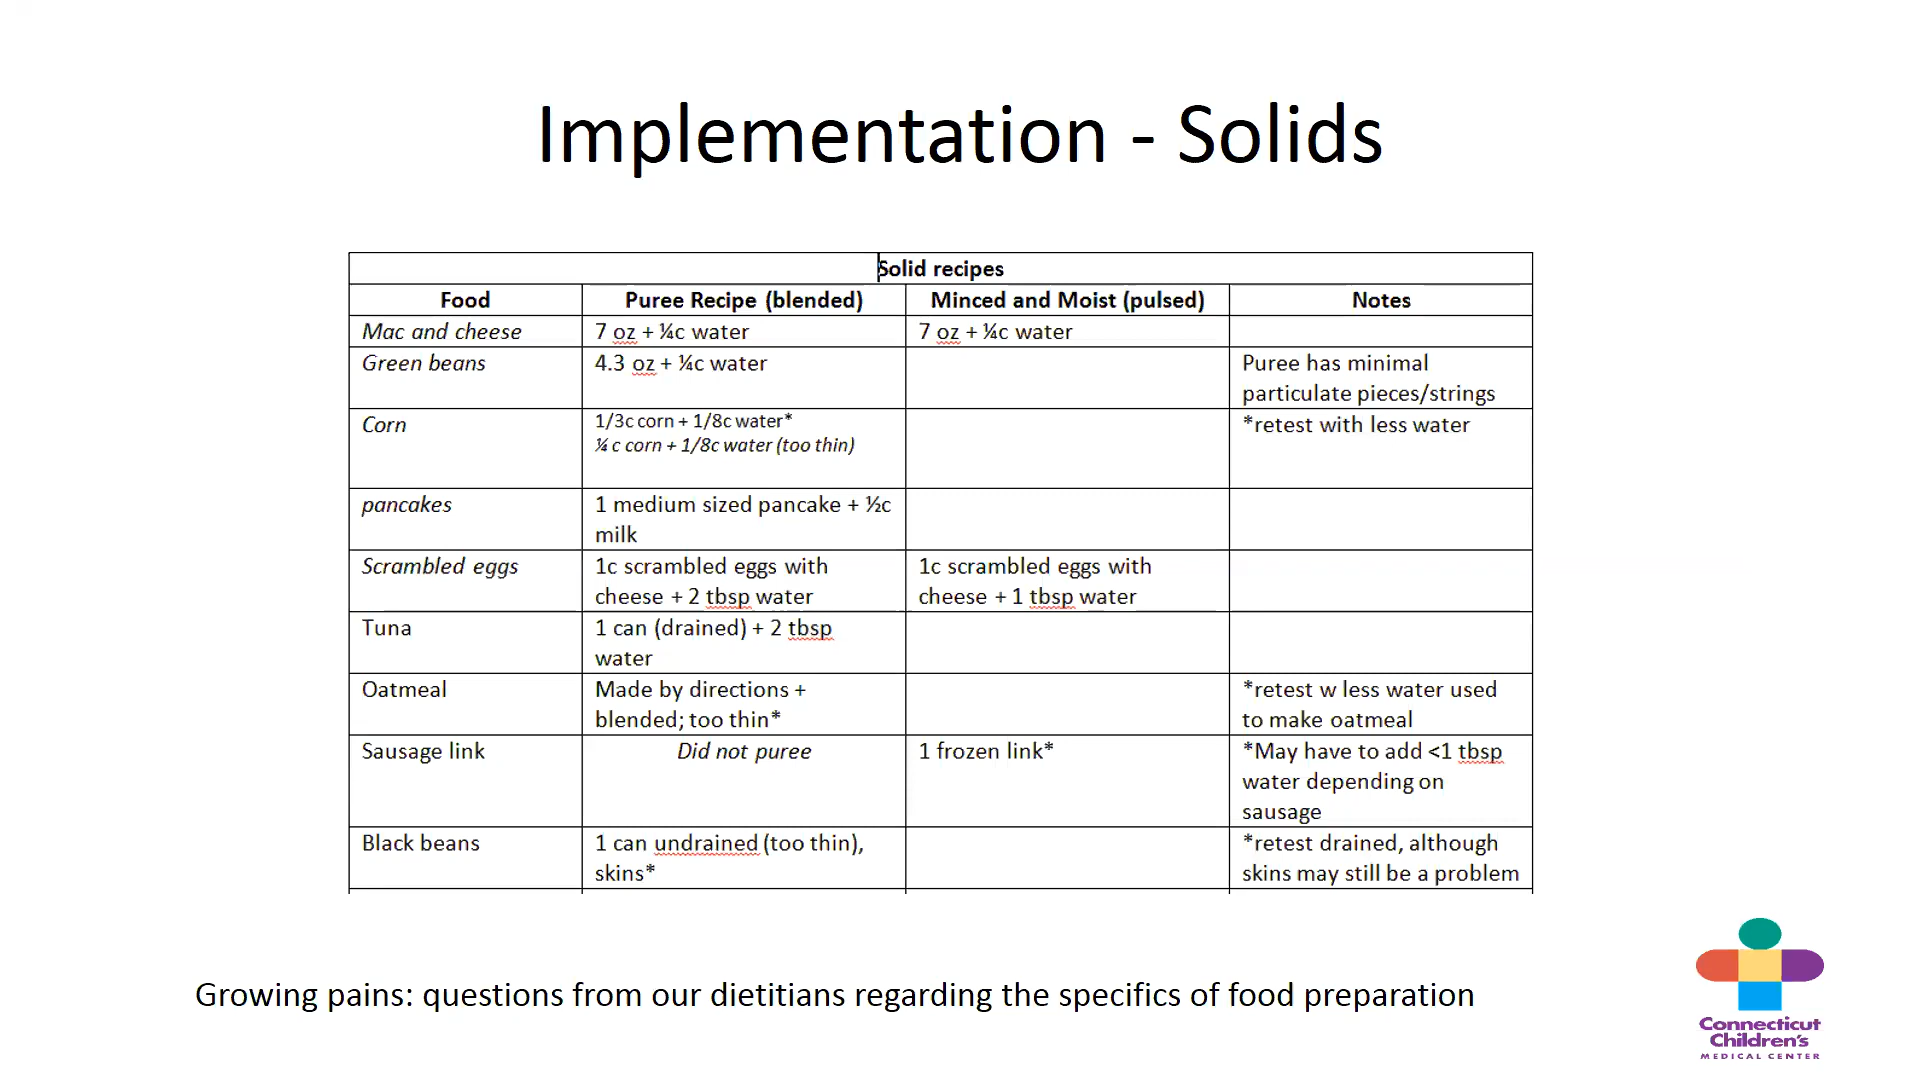 Implementation - Solids
Solid recipes
Food Puree Recipe (blended) Minced and Moist (pulsed) Notes
Mac and cheese 7 oz + ¼c water 7 oz + ¼c water
Green beans 4.3 oz + ¼c water Puree has minimal
particulate pieces/strings
Corn 1/3c corn + 1/8c water* *retest with less water
¼ c corn + 1/8c water (too thin)
pancakes 1 medium sized pancake + ½c
milk
Scrambled eggs 1c scrambled eggs with 1c scrambled eggs with
cheese + 2 tbsp water cheese + 1 tbsp water
Tuna 1 can (drained) + 2 tbsp
water
Oatmeal Made by directions + *retest w less water used
blended; too thin* to make oatmeal
Sausage link Did not puree 1 frozen link* *May have to add <1 tbsp
water depending on
sausage
Black beans 1 can undrained (too thin), *retest drained, although
skins* skins may still be a problem
Growing pains: questions from our dietitians regarding the specifics of food preparation
Connecticut
Children's
MEDICAL CENTER